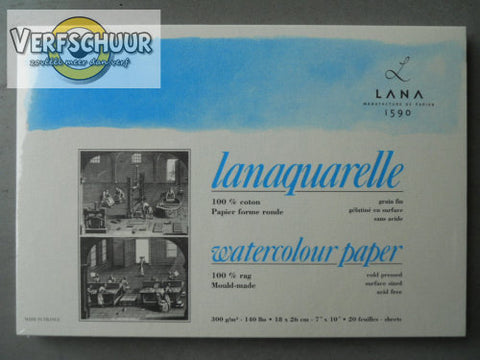 VERFSCHUUR
zoveel meer dan verf
L
LANA
MANUFACTURE DE PAPIER
1590
lanaquarelle
100 % coton
Papier forme ronde
grain fin
gélatiné en surface
sans acide
watercolour paper
100 % rag
Mould-made
cold pressed
surface sized
acid free
MADE IN FRANCE
300 g/m² - 140 lbs • 18 x 26 cm - 7" x 10" • 20 feuilles - sheets